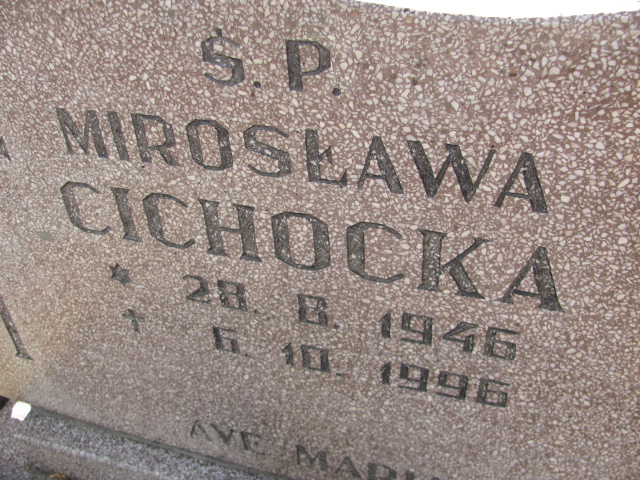 Ś.P.
MIROSŁAWA
CICHOCKA
* 28. 8. 1946
† 6. 10. 1996
AVE MARIA